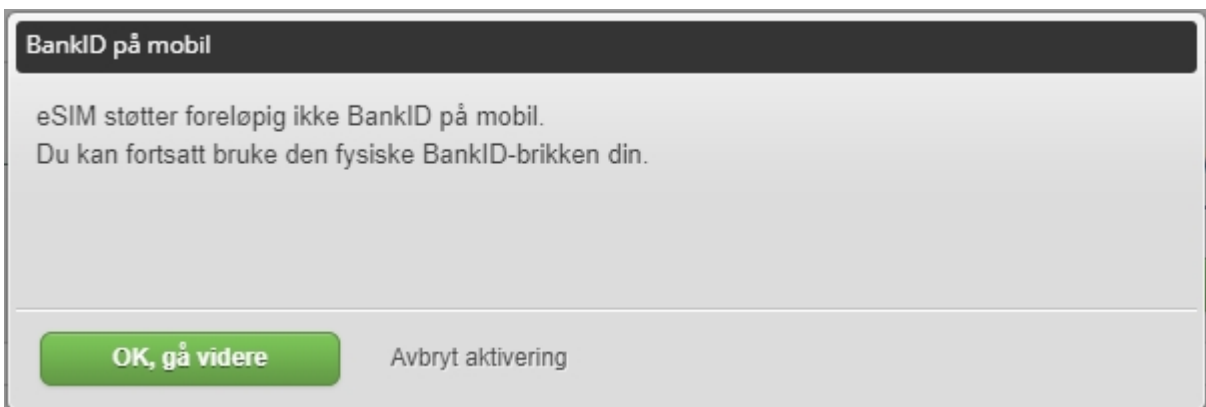 BankID på mobil
eSIM støtter foreløpig ikke BankID på mobil.
Du kan fortsatt bruke den fysiske BankID-brikken din.
OK, gå videre
Avbryt aktivering